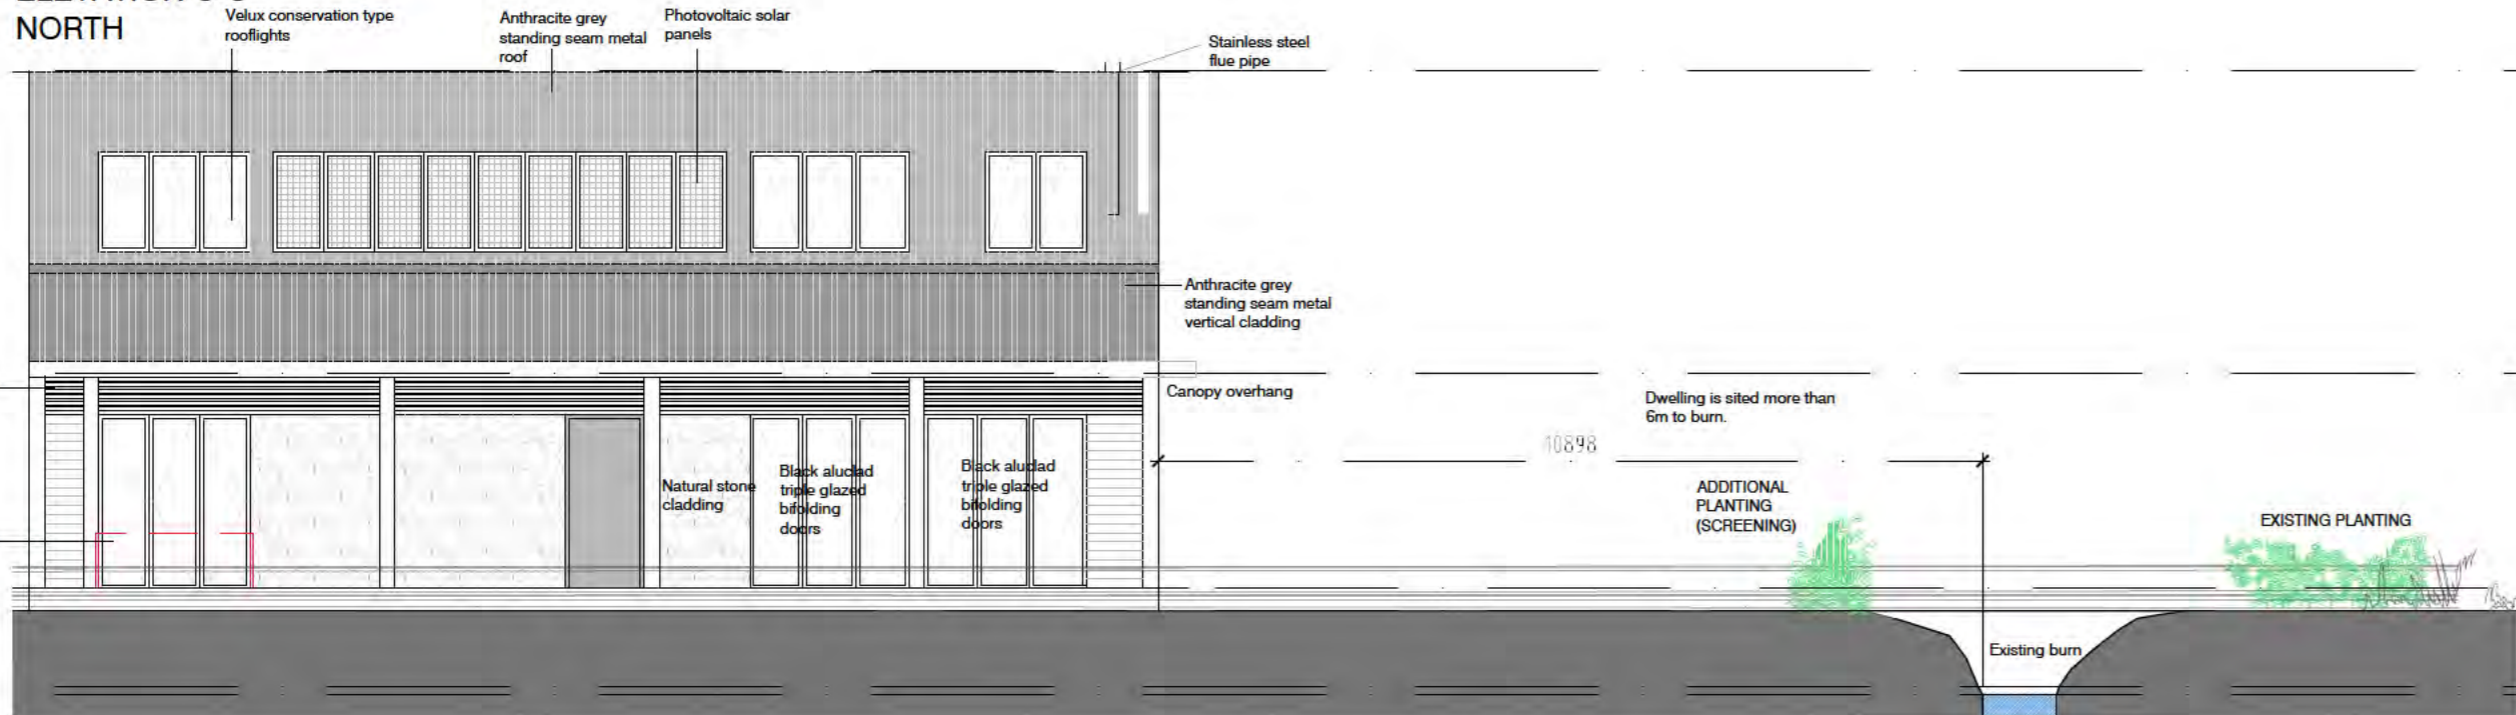 NORTH
Velux conservation type
rooflights
Anthracite grey
standing seam metal
roof
Photovoltaic solar
panels
Stainless steel
flue pipe
Anthracite grey
standing seam metal
vertical cladding
Canopy overhang
Dwelling is sited more than
6m to burn.
10898
Natural stone
cladding
Black aluclad
triple glazed
bifolding
doors
Black aluclad
triple glazed
bifolding
doors
ADDITIONAL
PLANTING
(SCREENING)
EXISTING PLANTING
Existing burn